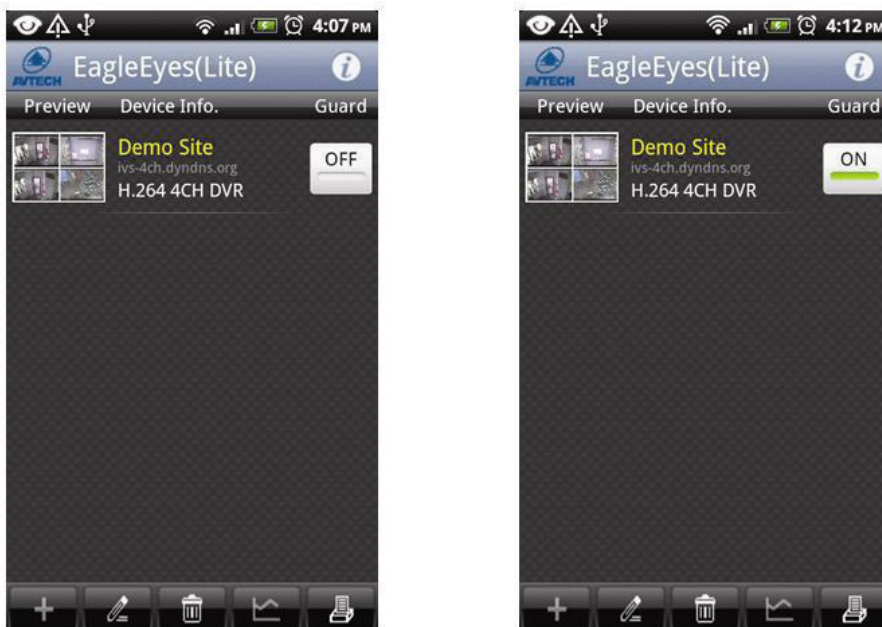 4:07 PM
AVTECH
EagleEyes(Lite)
i
Preview Device Info. Guard
Demo Site
ivs-4ch.dyndns.org
H.264 4CH DVR
OFF
4:12 PM
AVTECH
EagleEyes(Lite)
i
Preview Device Info. Guard
Demo Site
ivs-4ch.dyndns.org
H.264 4CH DVR
ON